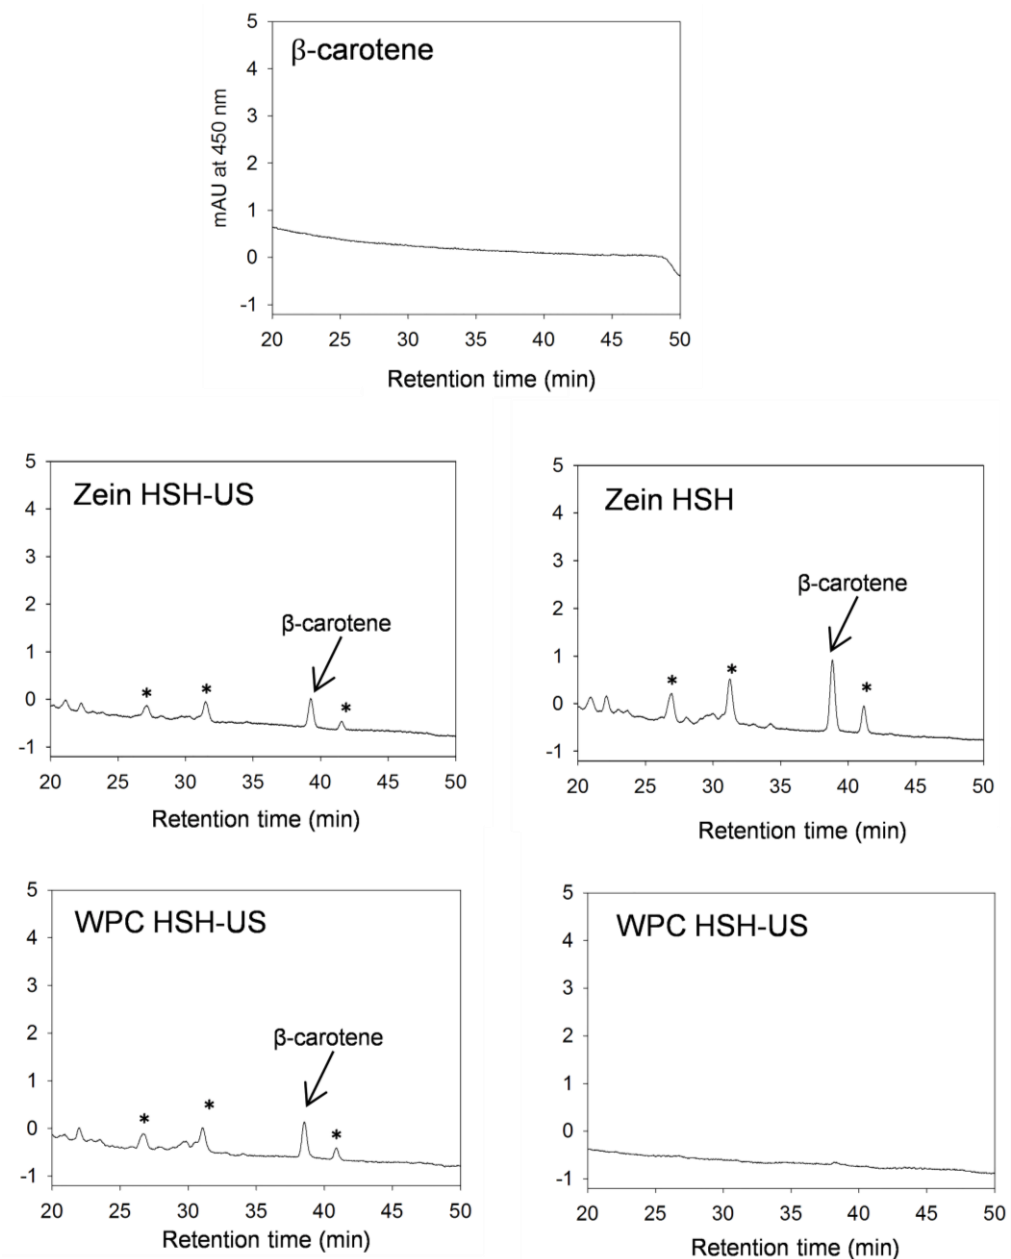 β-carotene
mAU at 450 nm
5
4
3
2
1
0
-1
20 25 30 35 40 45 50
Retention time (min)
Zein HSH-US
5
4
3
2
1
0
-1
β-carotene
* * *
20 25 30 35 40 45 50
Retention time (min)
Zein HSH
5
4
3
2
1
0
-1
β-carotene
* * *
20 25 30 35 40 45 50
Retention time (min)
WPC HSH-US
5
4
3
2
1
0
-1
β-carotene
* * *
20 25 30 35 40 45 50
Retention time (min)
WPC HSH-US
5
4
3
2
1
0
-1
20 25 30 35 40 45 50
Retention time (min)